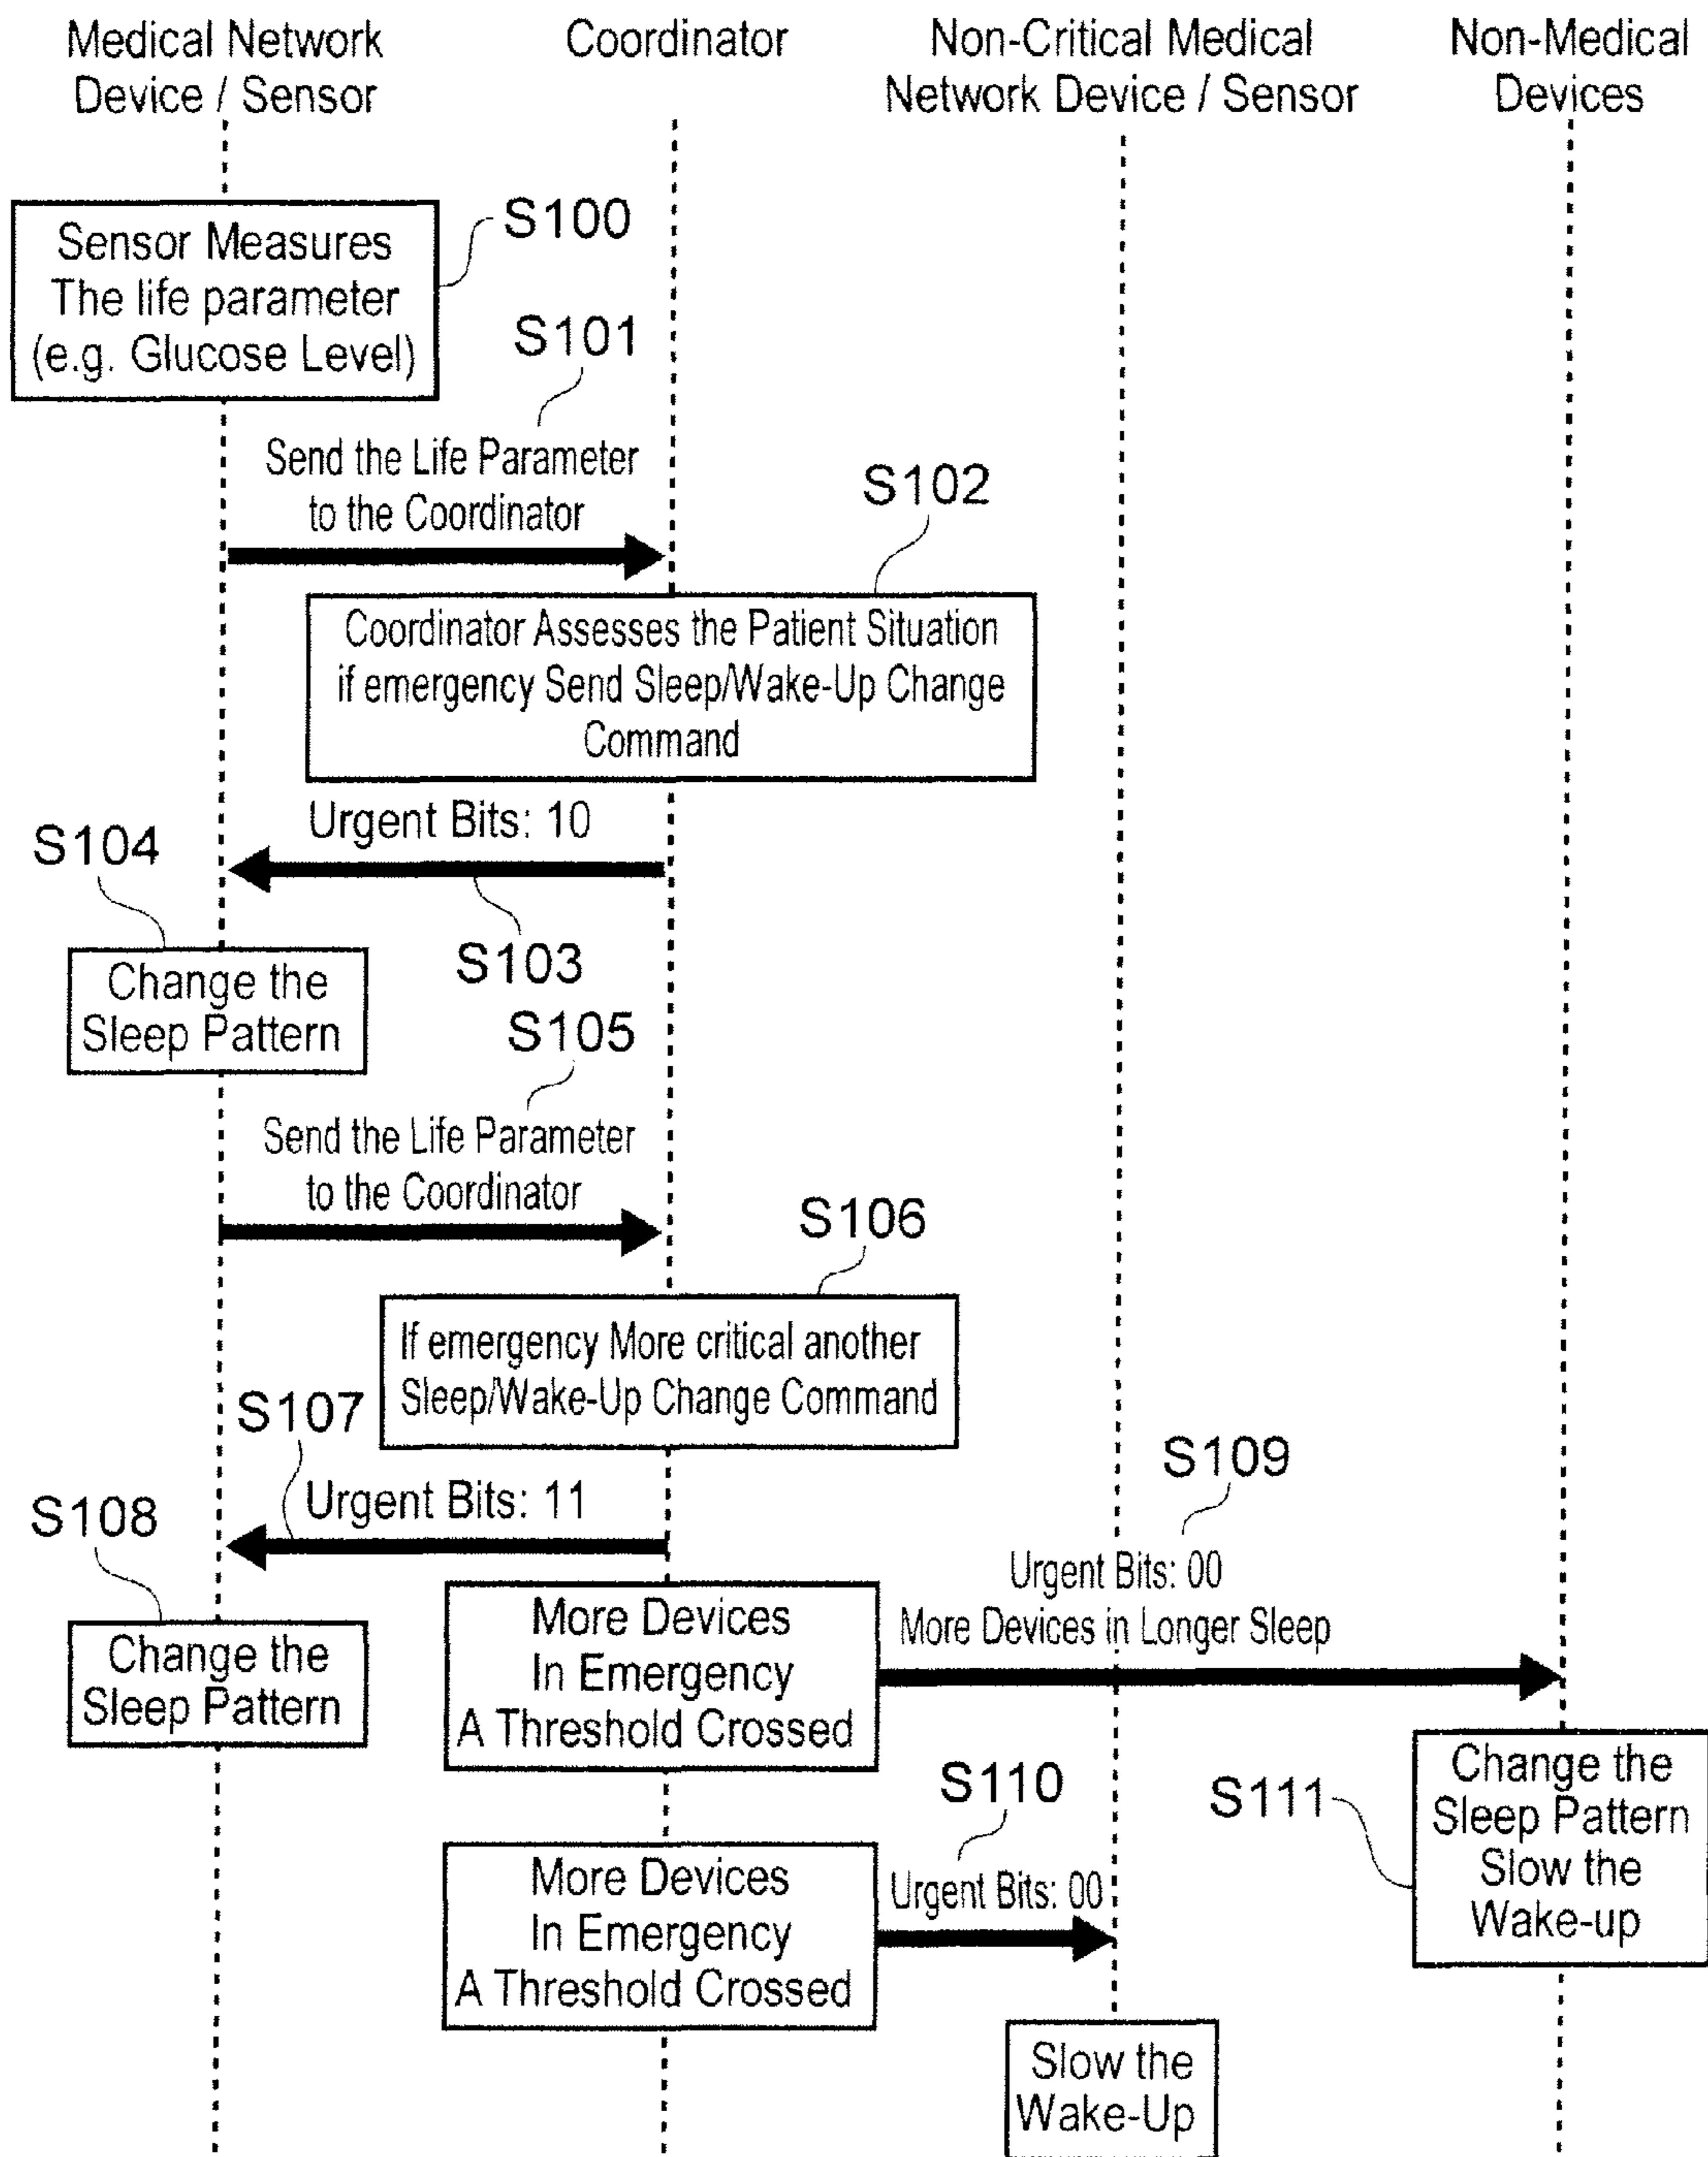 Medical Network
Device / Sensor
Coordinator
Non-Critical Medical
Network Device / Sensor
Non-Medical
Devices
Sensor Measures
The life parameter
(e.g. Glucose Level)
S100
S101
Send the Life Parameter
to the Coordinator
S102
Coordinator Assesses the Patient Situation
if emergency Send Sleep/Wake-Up Change
Command
Urgent Bits: 10
S104
S103
Change the
Sleep Pattern
S105
Send the Life Parameter
to the Coordinator
S106
If emergency More critical another
Sleep/Wake-Up Change Command
S107
Urgent Bits: 11
S108
Change the
Sleep Pattern
S109
Urgent Bits: 00
More Devices in Longer Sleep
More Devices
In Emergency
A Threshold Crossed
S110
Urgent Bits: 00
S111
Change the
Sleep Pattern
Slow the
Wake-up
More Devices
In Emergency
A Threshold Crossed
Slow the
Wake-Up